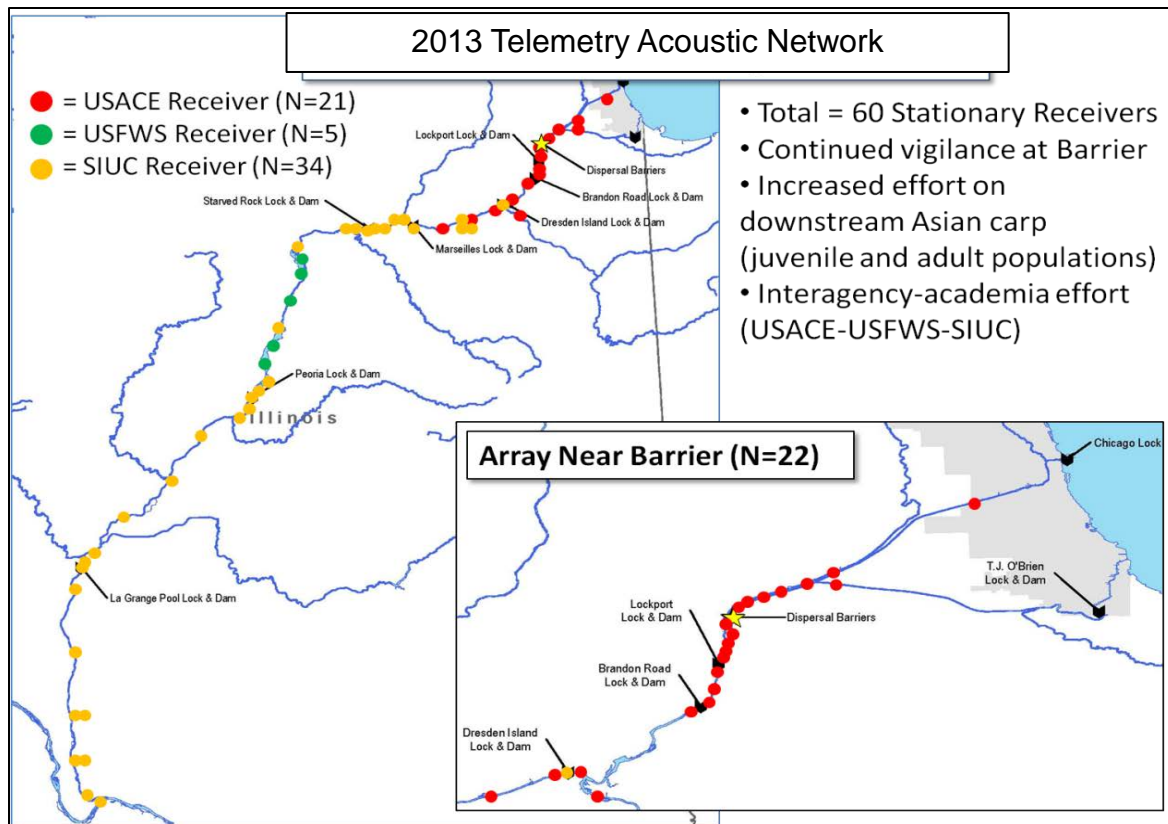 2013 Telemetry Acoustic Network
= USACE Receiver (N=21)
= USFWS Receiver (N=5)
= SIUC Receiver (N=34)
• Total = 60 Stationary Receivers
• Continued vigilance at Barrier
• Increased effort on
downstream Asian carp
(juvenile and adult populations)
• Interagency-academia effort
(USACE-USFWS-SIUC)
Lockport Lock & Dam
Dispersal Barriers
Brandon Road Lock & Dam
Starved Rock Lock & Dam
Dresden Island Lock & Dam
Marseilles Lock & Dam
Peoria Lock & Dam
Illinois
La Grange Pool Lock & Dam
Array Near Barrier (N=22)
Chicago Lock
T.J. O'Brien
Lock & Dam
Lockport
Lock & Dam
Dispersal Barriers
Brandon Road
Lock & Dam
Dresden Island
Lock & Dam